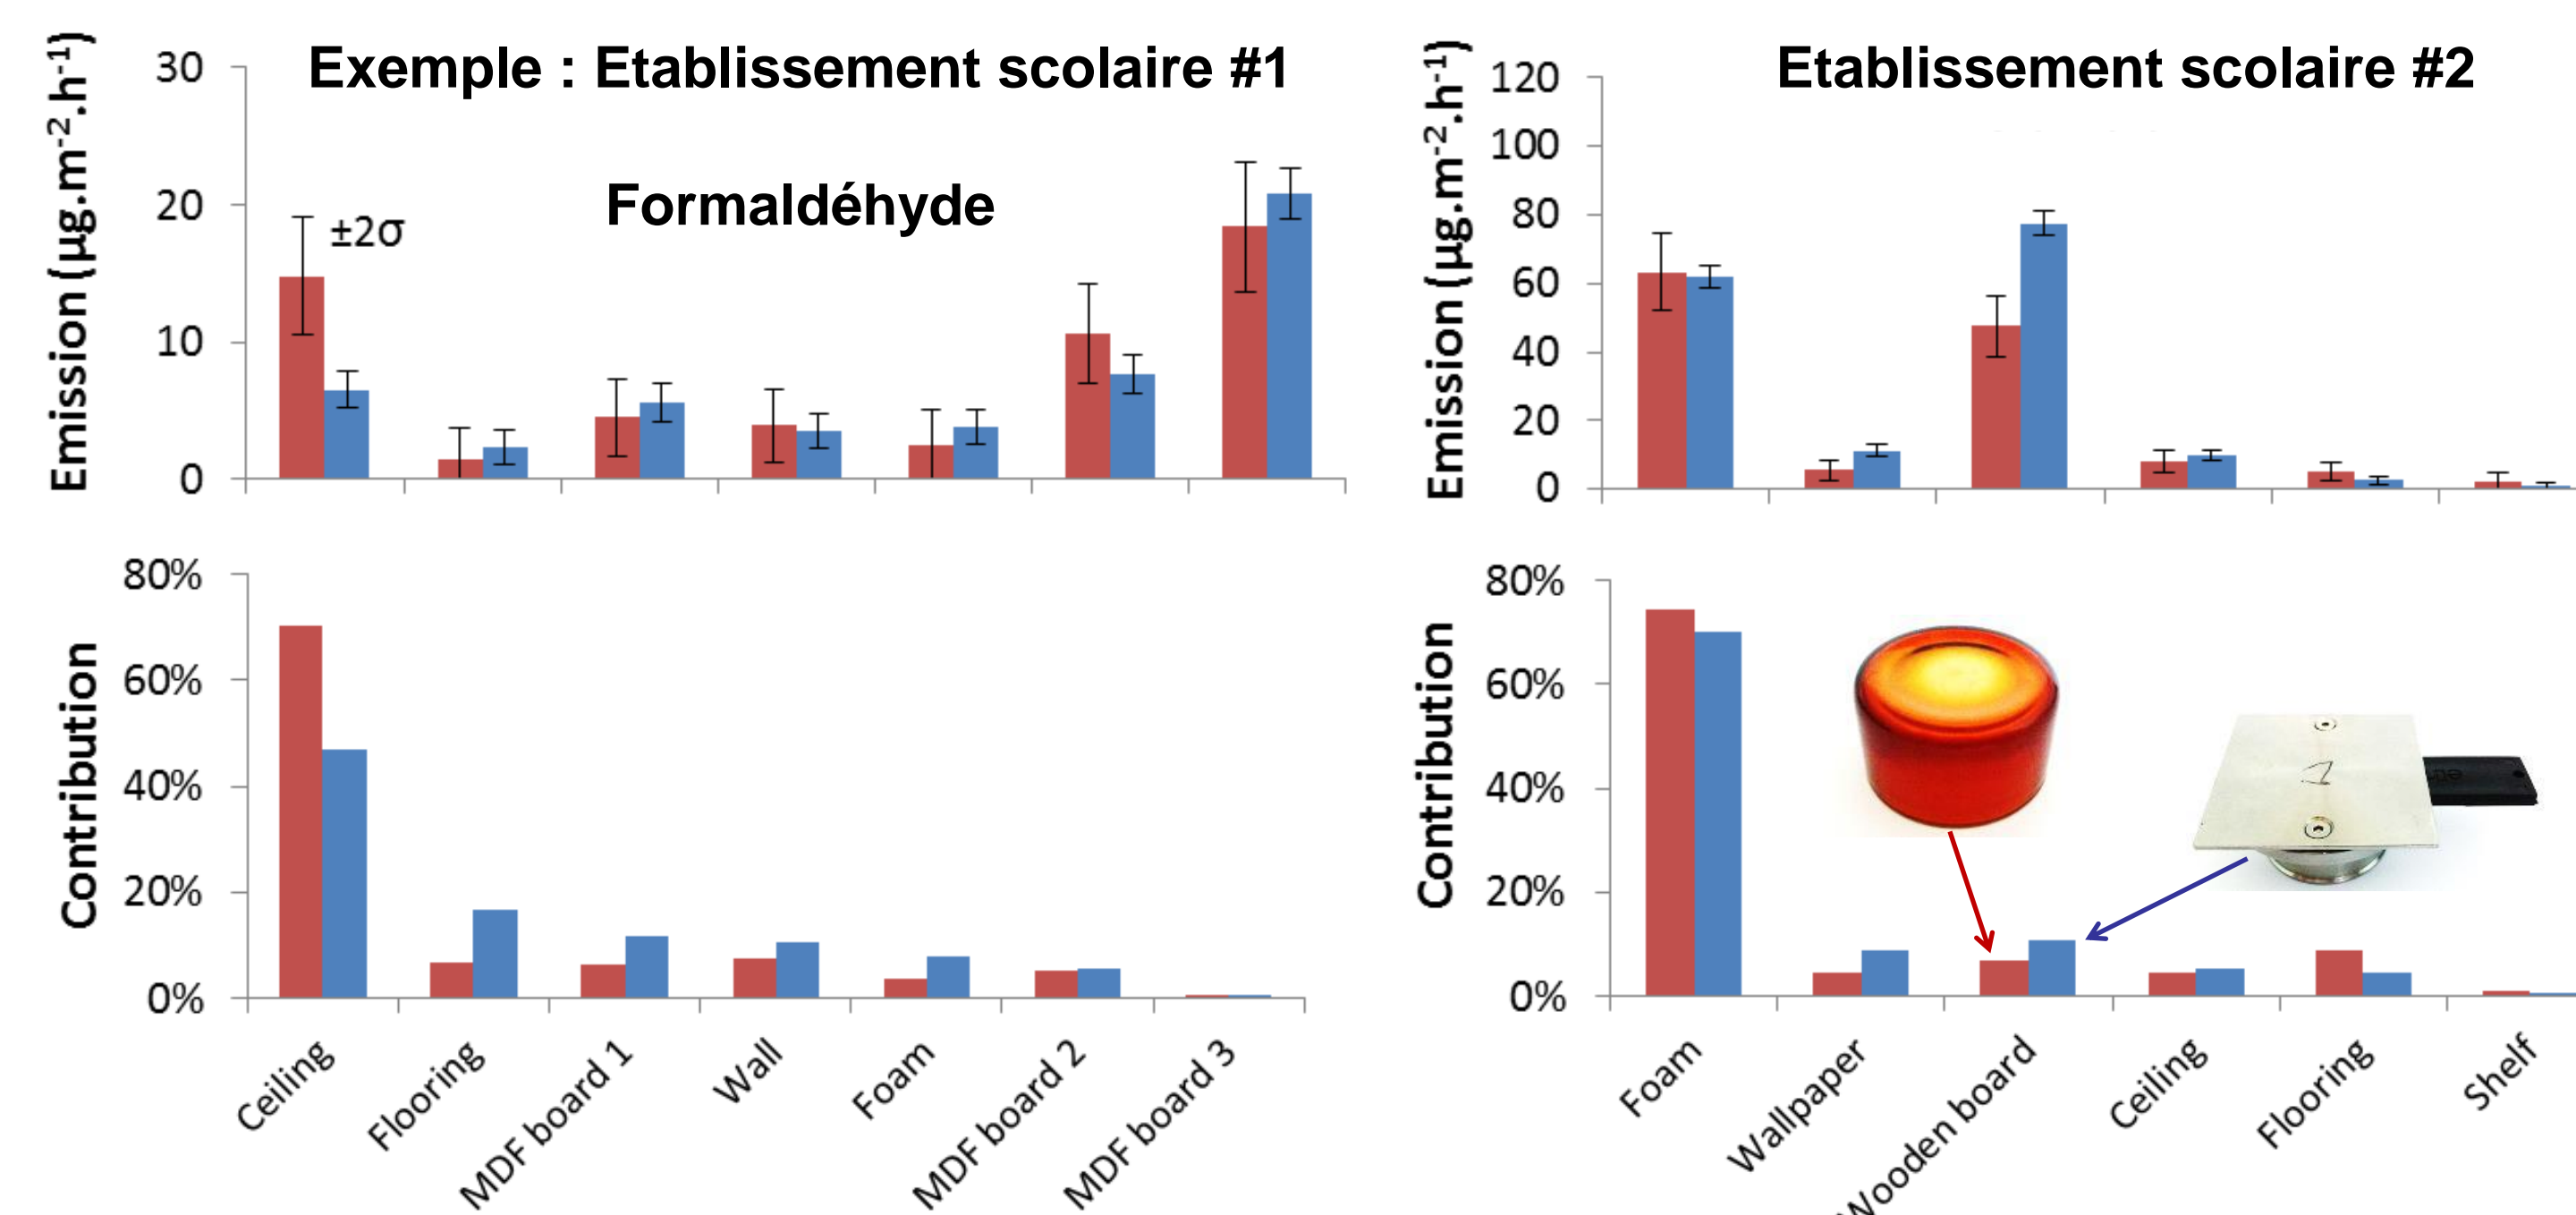 Exemple : Etablissement scolaire #1
Formaldéhyde
Emission (µg.m⁻².h⁻¹)
30
20
10
0
±2σ
Etablissement scolaire #2
Emission (µg.m⁻².h⁻¹)
120
100
80
60
40
20
0
Contribution
80%
60%
40%
20%
0%
Ceiling
Flooring
MDF board 1
Wall
Foam
MDF board 2
MDF board 3
Contribution
80%
60%
40%
20%
0%
Foam
Wallpaper
Wooden board
Ceiling
Flooring
Shelf